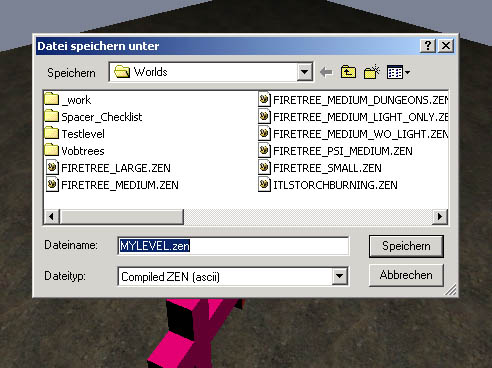 Datei speichern unter
Speichern Worlds
_work
Spacer_Checklist
Testlevel
Vobtrees
FIRETREE_LARGE.ZEN
FIRETREE_MEDIUM.ZEN
FIRETREE_MEDIUM_DUNGEONS.ZEN
FIRETREE_MEDIUM_LIGHT_ONLY.ZEN
FIRETREE_MEDIUM_WO_LIGHT.ZEN
FIRETREE_PSI_MEDIUM.ZEN
FIRETREE_SMALL.ZEN
ITLSTORCHBURNING.ZEN
Dateiname: MYLEVEL.zen Speichern
Dateityp: Compiled ZEN (ascii) Abbrechen